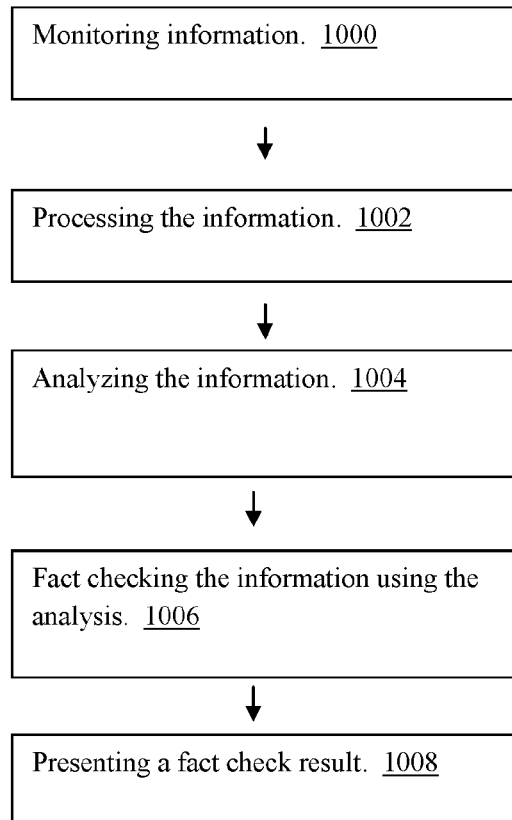 Monitoring information. 1000
Processing the information. 1002
Analyzing the information. 1004
Fact checking the information using the
analysis. 1006
Presenting a fact check result. 1008